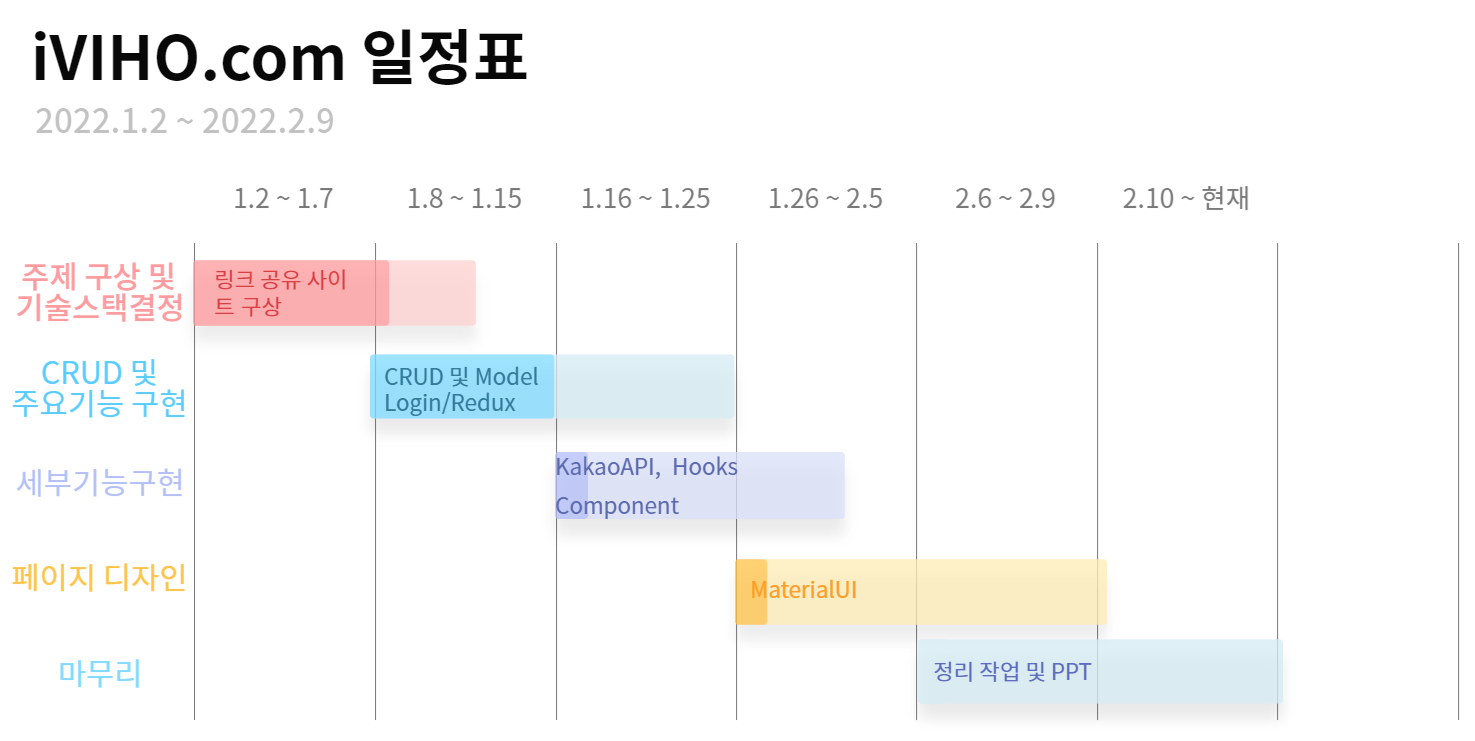 iVIHO.com 일정표
2022.1.2 ~ 2022.2.9
1.2 ~ 1.7
1.8 ~ 1.15
1.16 ~ 1.25
1.26 ~ 2.5
2.6 ~ 2.9
2.10 ~ 현재
주제 구상 및
기술스택결정
링크 공유 사이
트 구상
CRUD 및
주요기능 구현
CRUD 및 Model
Login/Redux
세부기능구현
KakaoAPI, Hooks
Component
페이지 디자인
MaterialUI
마무리
정리 작업 및 PPT